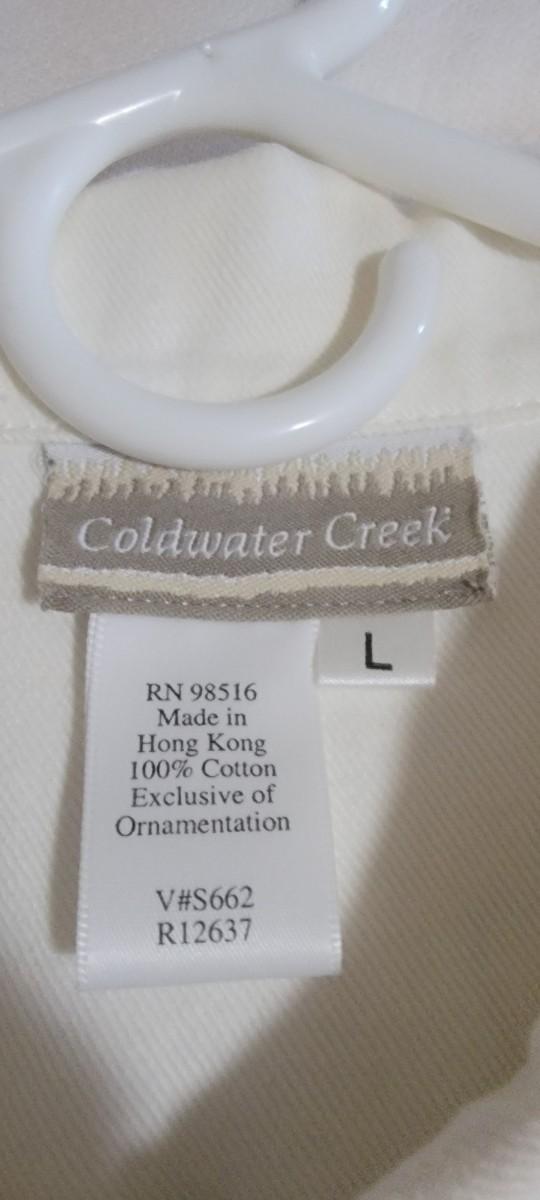 Coldwater Creek
L
RN 98516
Made in
Hong Kong
100% Cotton
Exclusive of
Ornamentation
V#S662
R12637